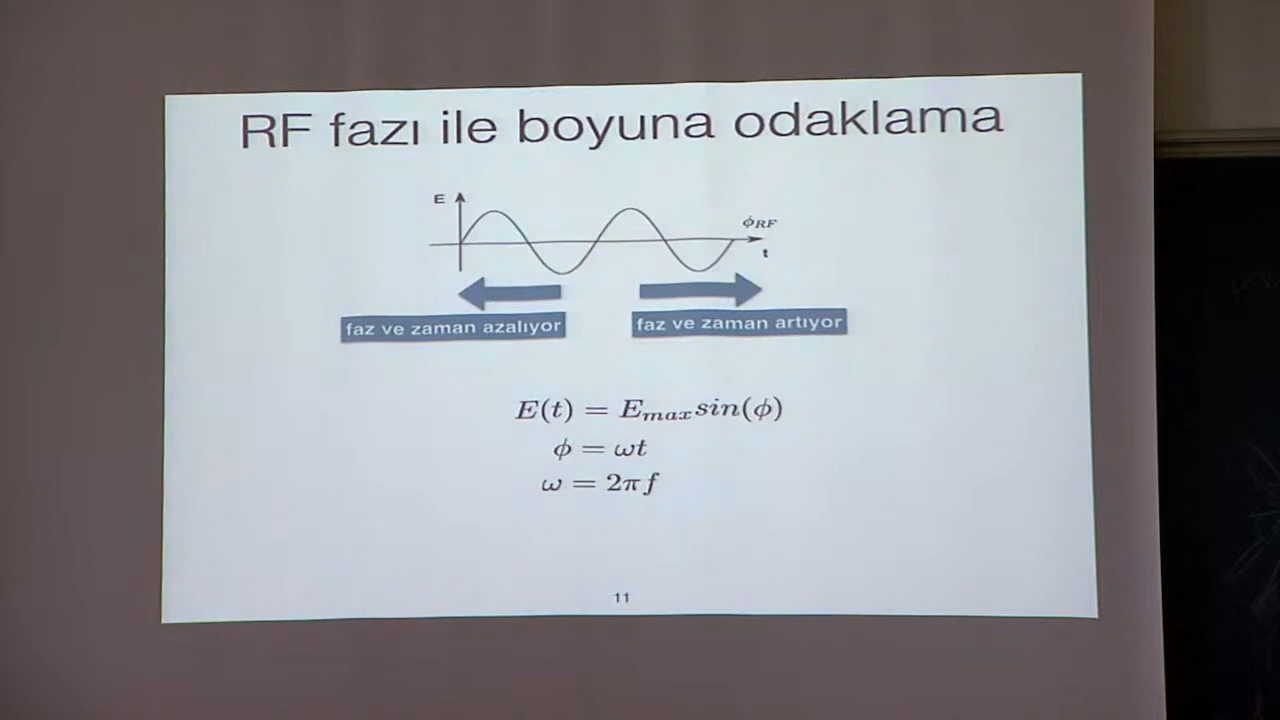 RF fazı ile boyuna odaklama
E
ϕRF
t
faz ve zaman azalıyor
faz ve zaman artıyor
E(t) = Emax sin(ϕ)
ϕ = ωt
ω = 2πf
11